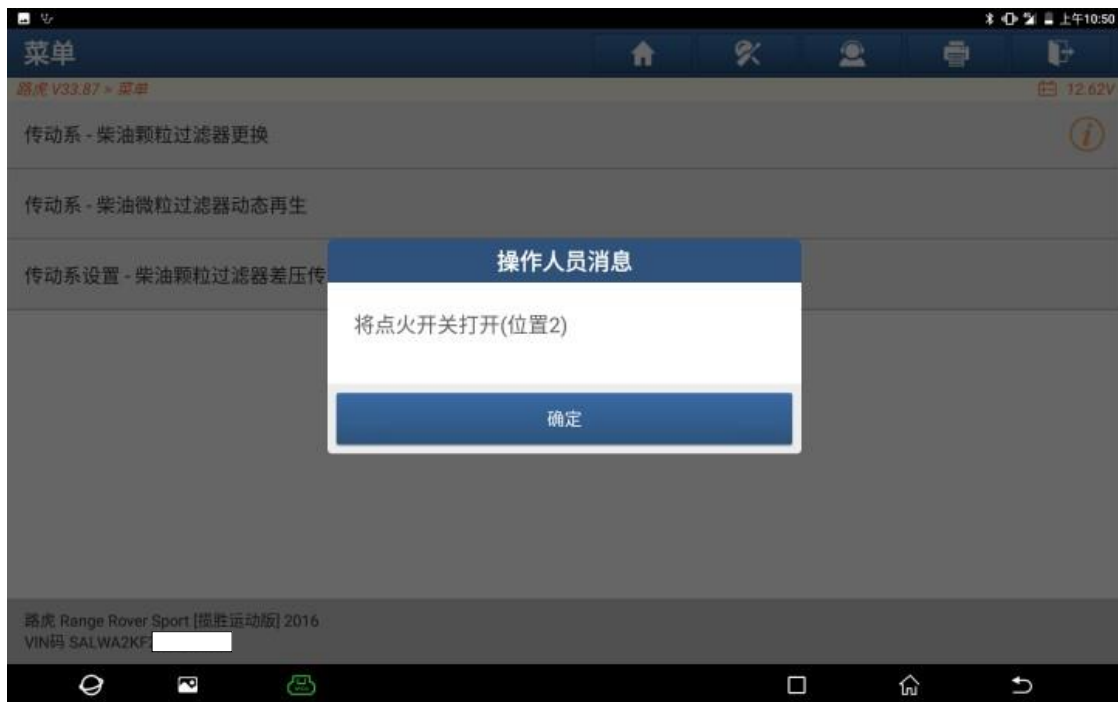 上午10:50
菜单
路虎 V33.87 » 菜单
12.62V
传动系 - 柴油颗粒过滤器更换
传动系 - 柴油微粒过滤器动态再生
传动系设置 - 柴油颗粒过滤器差压传
操作人员消息
将点火开关打开(位置2)
确定
路虎 Range Rover Sport [揽胜运动版] 2016
VIN码 SALWA2KF